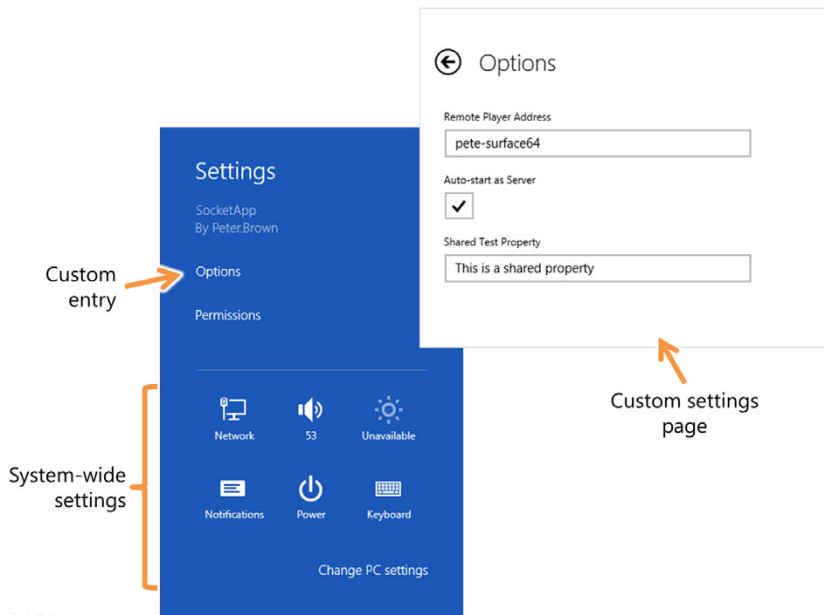 Options
Remote Player Address
pete-surface64
Auto-start as Server
Shared Test Property
This is a shared property
Custom settings
page
Settings
SocketApp
By Peter.Brown
Custom
entry
Options
Permissions
System-wide
settings
Network
53
Unavailable
Notifications
Power
Keyboard
Change PC settings